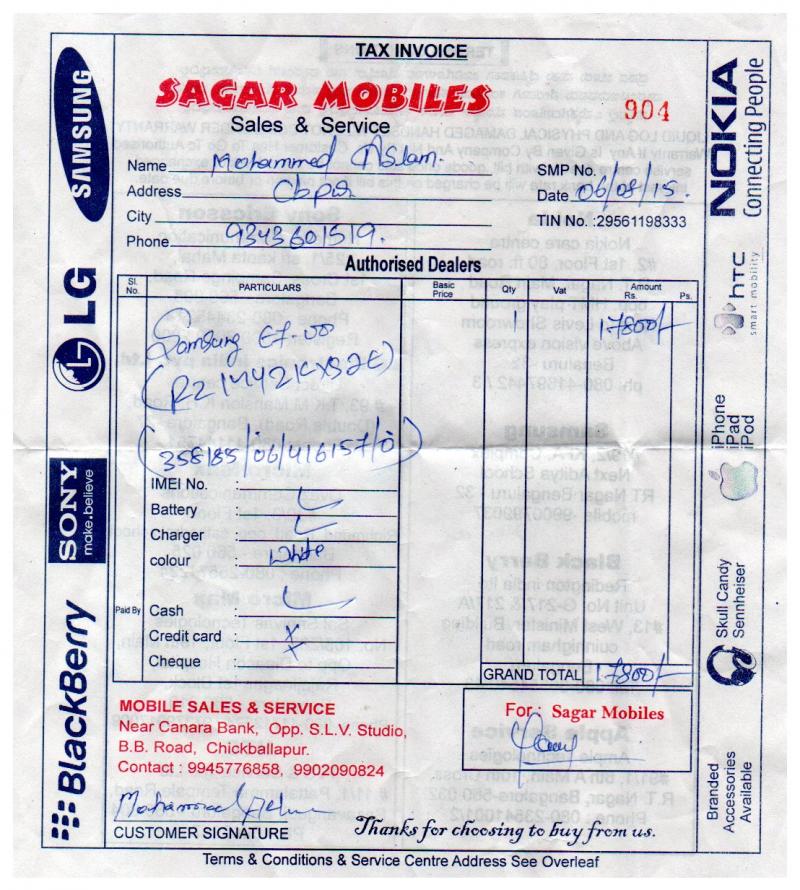 TAX INVOICE
SAGAR MOBILES
904
Sales & Service
Name Mohammed Aslam.
SMP No.
Address Cbpur
Date 06/08/15.
City
TIN No. :29561198333
Phone 9343601519.
Authorised Dealers
Sl. No. PARTICULARS Basic Price Qty Vat Amount Rs. Ps.
Samsung 1 17800/-
(358185/06/416157/0)
IMEI No. :
Battery
Charger
colour White
Paid By Cash
Credit card X
Cheque X
GRAND TOTAL 17800/-
MOBILE SALES & SERVICE
Near Canara Bank, Opp. S.L.V. Studio,
B.B. Road, Chickballapur.
Contact : 9945776858, 9902090824
For : Sagar Mobiles
CUSTOMER SIGNATURE
Thanks for choosing to buy from us.
Terms & Conditions & Service Centre Address See Overleaf
SAMSUNG
LG
SONY
make.believe
BlackBerry
NOKIA
Connecting People
htc
smart mobility
iPhone
iPad
iPod
Skull Candy
Sennheiser
Branded
Accessories
Available